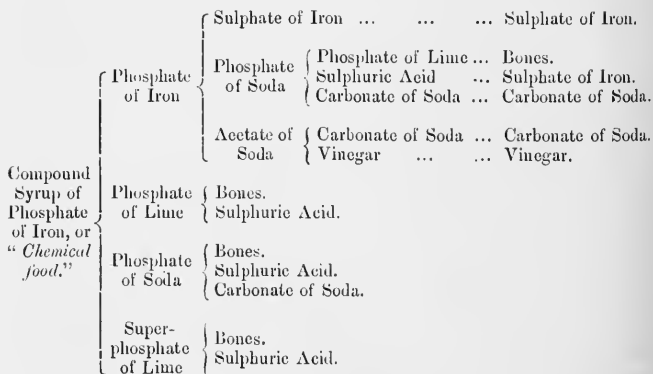 Sulphate of Iron ... ... ... Sulphate of Iron.
Phosphate of Iron
Phosphate of Soda
Phosphate of Lime ... Bones.
Sulphuric Acid ... Sulphate of Iron.
Carbonate of Soda ... Carbonate of Soda.
Acetate of Soda
Carbonate of Soda ... Carbonate of Soda.
Vinegar ... ... Vinegar.
Compound
Syrup of
Phosphate
of Iron, or
"Chemical
food."
Phosphate
of Lime
Bones.
Sulphuric Acid.
Phosphate
of Soda
Bones.
Sulphuric Acid.
Carbonate of Soda.
Super-
phosphate
of Lime
Bones.
Sulphuric Acid.